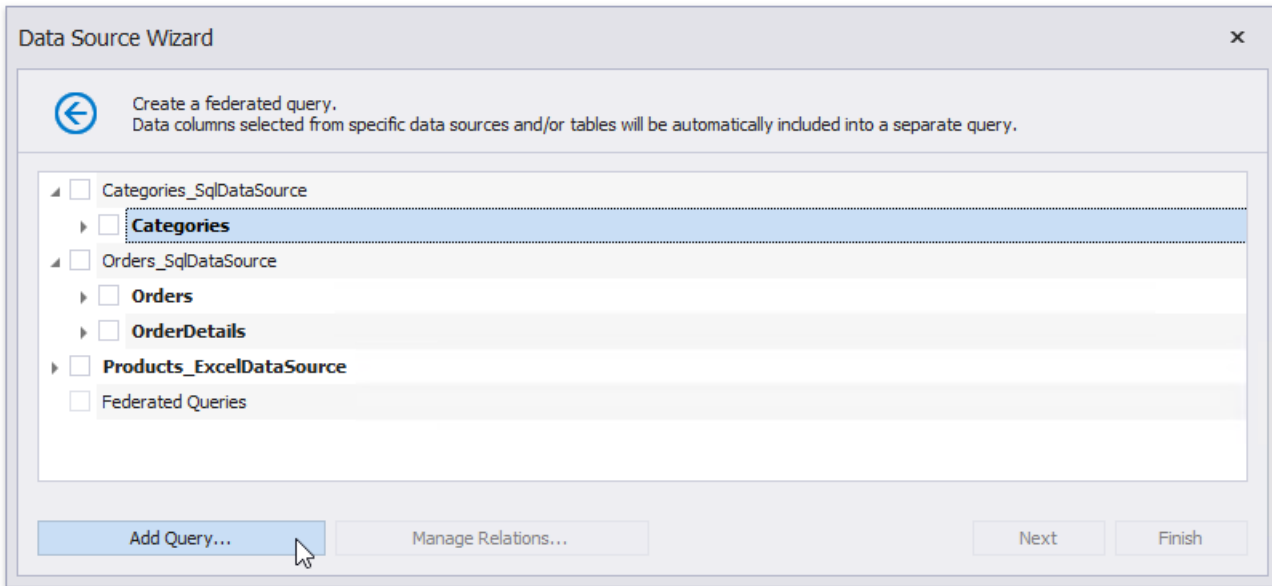 Data Source Wizard
Create a federated query.
Data columns selected from specific data sources and/or tables will be automatically included into a separate query.
Categories_SqlDataSource
Categories
Orders_SqlDataSource
Orders
OrderDetails
Products_ExcelDataSource
Federated Queries
Add Query... Manage Relations... Next Finish